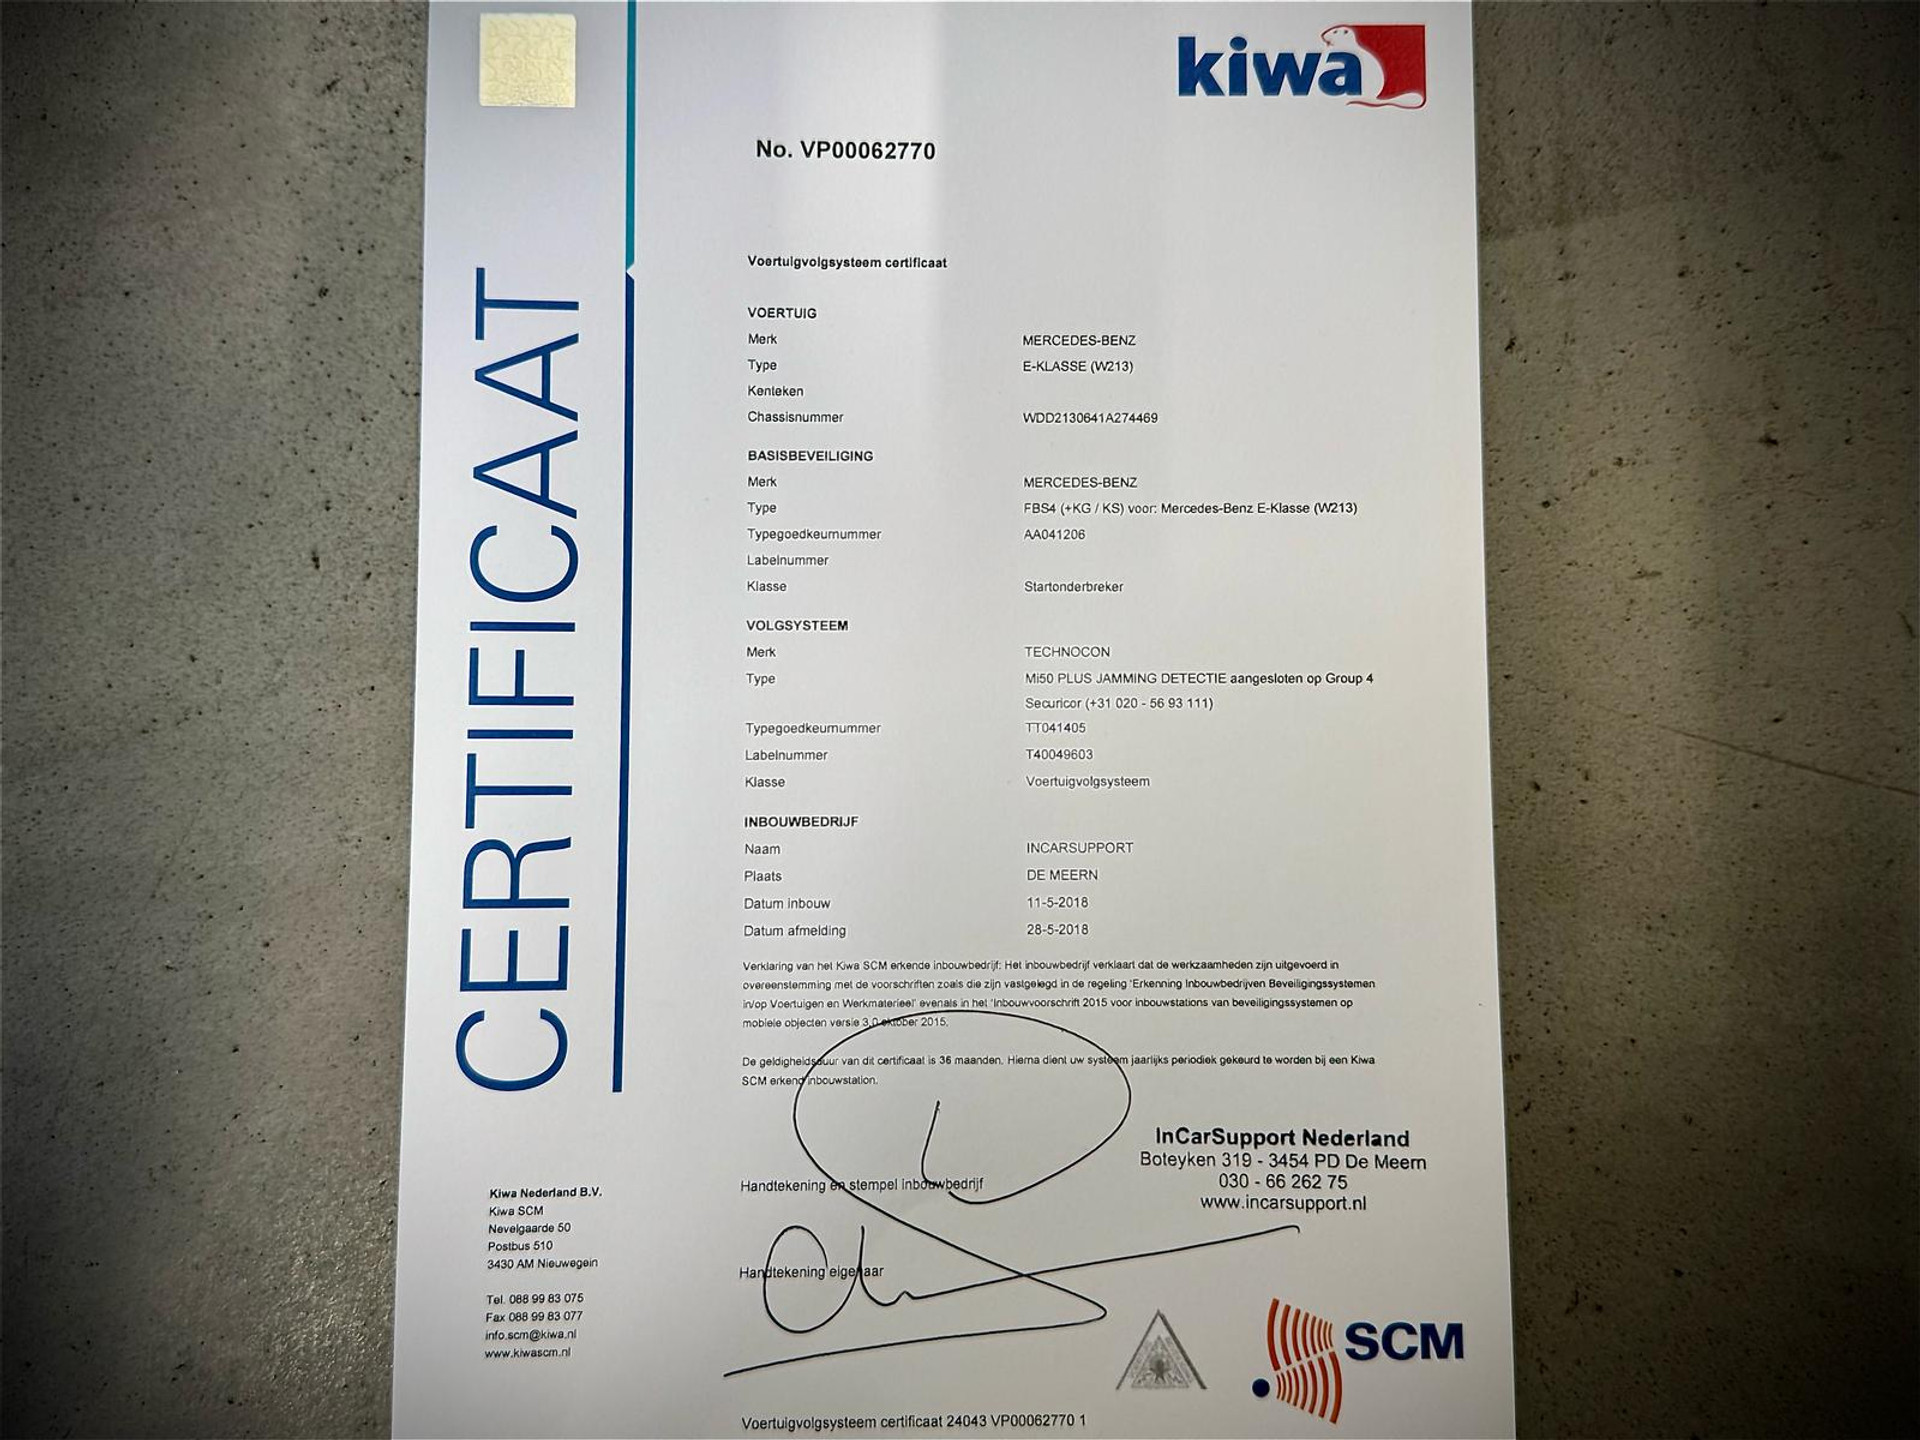 kiwa
No. VP00062770
CERTIFICAAT
Voertuigvolgsysteem certificaat
VOERTUIG
Merk MERCEDES-BENZ
Type E-KLASSE (W213)
Kenteken
Chassisnummer WDD2130641A274469
BASISBEVEILIGING
Merk MERCEDES-BENZ
Type FBS4 (+KG / KS) voor: Mercedes-Benz E-Klasse (W213)
Typegoedkeurnummer AA041206
Labelnummer
Klasse Startonderbreker
VOLGSYSTEEM
Merk TECHNOCON
Type Mi50 PLUS JAMMING DETECTIE aangesloten op Group 4
Securicor (+31 020 - 56 93 111)
Typegoedkeurnummer TT041405
Labelnummer T40049603
Klasse Voertuigvolgsysteem
INBOUWBEDRIJF
Naam INCARSUPPORT
Plaats DE MEERN
Datum inbouw 11-5-2018
Datum afmelding 28-5-2018
Verklaring van het Kiwa SCM erkende inbouwbedrijf: Het inbouwbedrijf verklaart dat de werkzaamheden zijn uitgevoerd in
overeenstemming met de voorschriften zoals die zijn vastgelegd in de regeling 'Erkenning Inbouwbedrijven Beveiligingssystemen
in/op Voertuigen en Werkmaterieel' evenals in het 'Inbouwvoorschrift 2015 voor inbouwstations van beveiligingssystemen op
mobiele objecten versie 3.0 oktober 2015.
De geldigheidsduur van dit certificaat is 36 maanden. Hierna dient uw systeem jaarlijks periodiek gekeurd te worden bij een Kiwa
SCM erkend inbouwstation.
InCarSupport Nederland
Boteyken 319 - 3454 PD De Meern
030 - 66 262 75
www.incarsupport.nl
Handtekening en stempel inbouwbedrijf
Handtekening eigenaar
Kiwa Nederland B.V.
Kiwa SCM
Nevelgaarde 50
Postbus 510
3430 AM Nieuwegein
Tel. 088 99 83 075
Fax 088 99 83 077
info.scm@kiwa.nl
www.kiwascm.nl
SCM
Voertuigvolgsysteem certificaat 24043 VP00062770 1